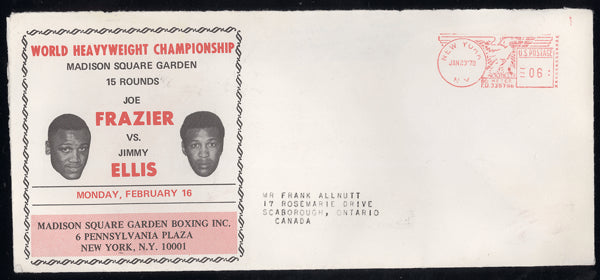 WORLD HEAVYWEIGHT CHAMPIONSHIP
MADISON SQUARE GARDEN
15 ROUNDS
JOE
FRAZIER
VS.
JIMMY
ELLIS
MONDAY, FEBRUARY 16
MADISON SQUARE GARDEN BOXING INC.
6 PENNSYLVANIA PLAZA
NEW YORK, N.Y. 10001
NEW YORK
JAN23'70
N.Y.
U.S.POSTAGE
06
MR FRANK ALLNUTT
17 ROSEMARIE DRIVE
SCABOROUGH, ONTARIO
CANADA